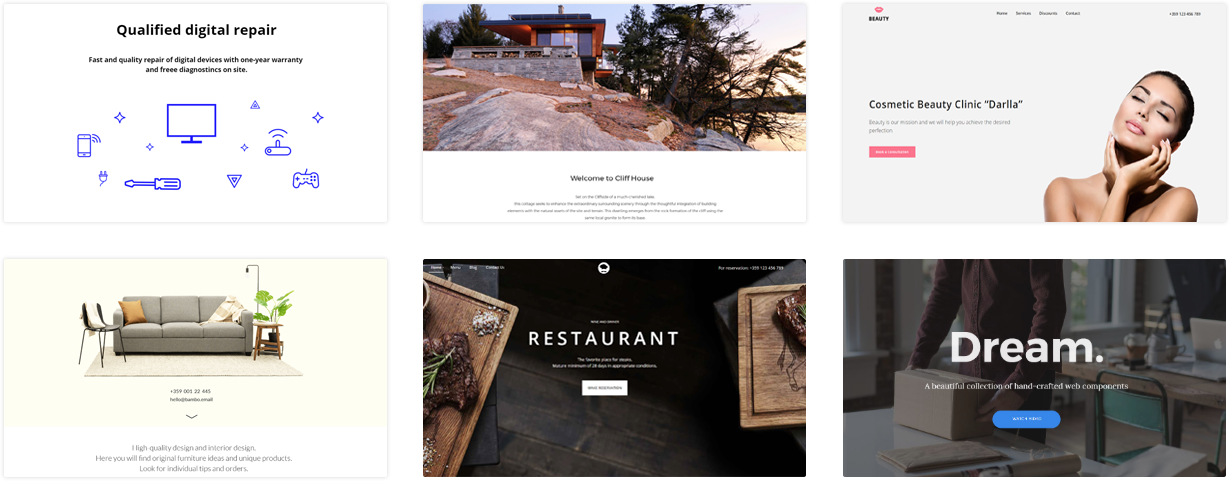 Qualified digital repair
Fast and quality repair of digital devices with one-year warranty
and freee diagnostincs on site.
Welcome to Cliff House
Set on the Cliffside of a much-cherished lake,
this cottage seeks to enhance the extraordinary surrounding scenery through the thoughtful integration of building
elements with the natural assets of the site and terrain. The dwelling emerges from the rock formation of the cliff using the
same local granite to form its base
BEAUTY
Home Services Discounts Contact
+359 123 456 789
Cosmetic Beauty Clinic “Darlla”
Beauty is our mission and we will help you achieve the desired
perfection.
Book a consultation
+359 001 22 445
hello@bambo.email
High-quality design and interior design.
Here you will find original furniture ideas and unique products.
Look for individual tips and orders.
Home Menu Blog Contact Us
For reservation: +359 123 456 789
WINE AND DINNER
RESTAURANT
The favorite place for steaks.
Mature minimum of 28 days in appropriate conditions.
MAKE RESERVATION
Dream.
A beautiful collection of hand-crafted web components